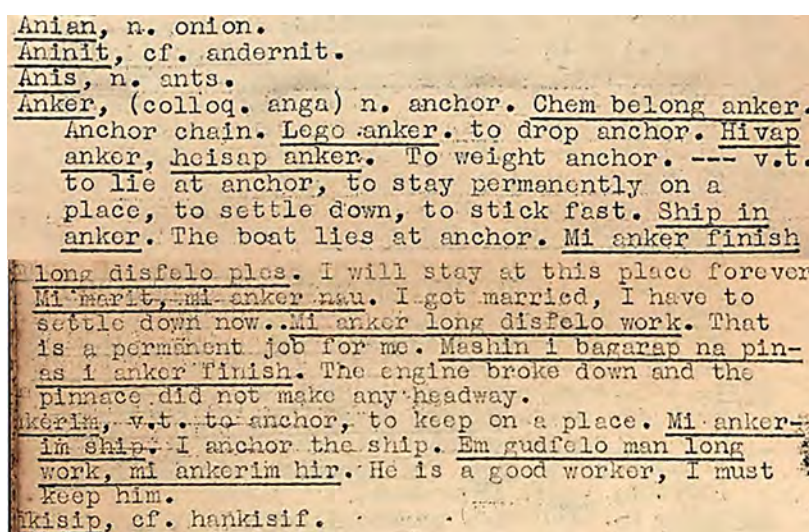 Anian, n. onion.
Aninit, cf. andernit.
Anis, n. ants.
Anker, (colloq. anga) n. anchor. Chem belong anker.
Anchor chain. Lego anker. to drop anchor. Hivap
anker, heisap anker. To weight anchor. --- v.t.
to lie at anchor, to stay permanently on a
place, to settle down, to stick fast. Ship in
anker. The boat lies at anchor. Mi anker finish
long disfelo ples. I will stay at this place forever
Mi marit, mi anker nau. I got married, I have to
settle down now..Mi anker long disfelo work. That
is a permanent job for me. Mashin i bagarap na pin-
as i anker finish. The engine broke down and the
pinnace did not make any headway.
nkerim, v.t. to anchor, to keep on a place. Mi anker-
im ship. I anchor the ship. Em gudfelo man long
work, mi ankerim hir. He is a good worker, I must
keep him.
nkisip, cf. hankisif.